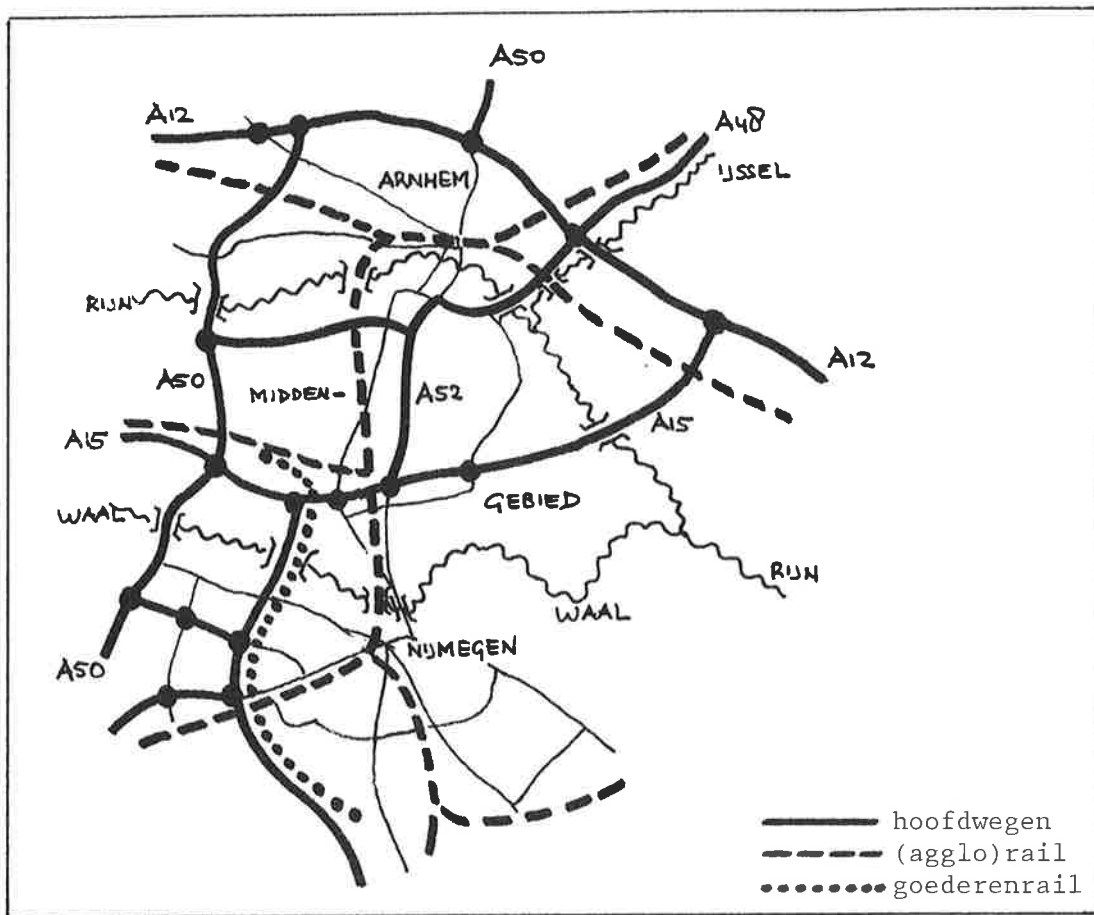 A50
A12
A48
IJSSEL
ARNHEM
RIJN
A50
MIDDEN-
A52
A12
A15
A15
GEBIED
WAAL
RIJN
WAAL
NIJMEGEN
A50
hoofdwegen
(agglo)rail
goederenrail